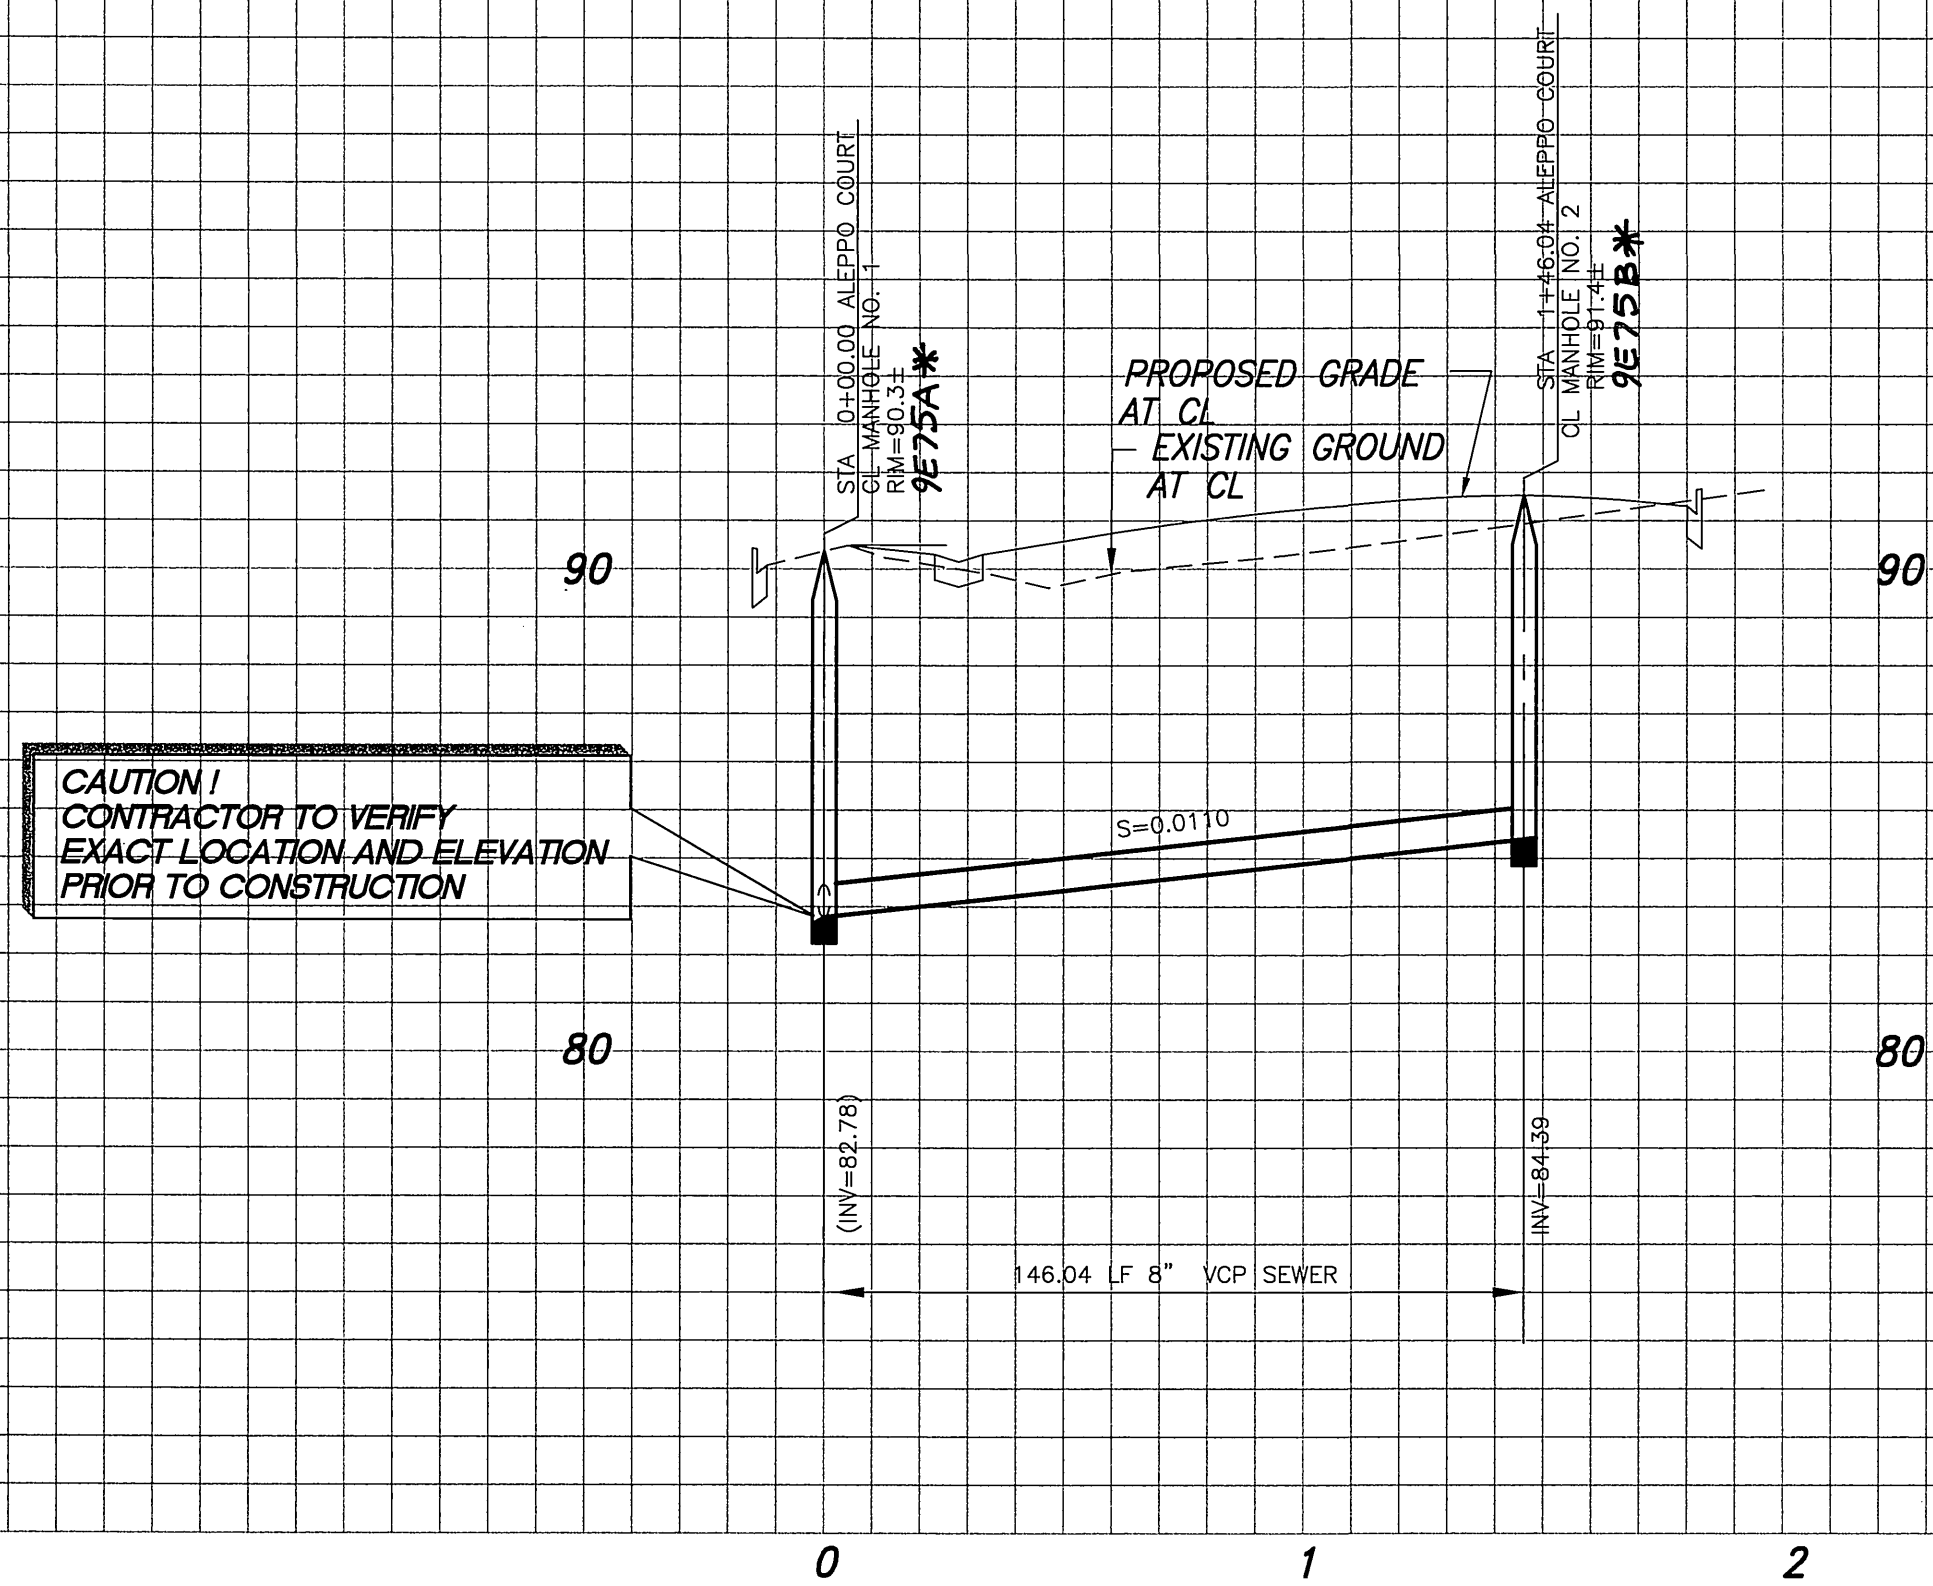 STA 0+00.00 ALEPPO COURT
CL MANHOLE NO. 1
RIM=90.3±
9E75A*
STA 1+46.04 ALEPPO COURT
CL MANHOLE NO. 2
RIM=91.4±
9E75B*
PROPOSED GRADE
AT CL
EXISTING GROUND
AT CL
90
90
CAUTION !
CONTRACTOR TO VERIFY
EXACT LOCATION AND ELEVATION
PRIOR TO CONSTRUCTION
S=0.0110
80
80
(INV=82.78)
INV=84.39
146.04 LF 8" VCP SEWER
0
1
2